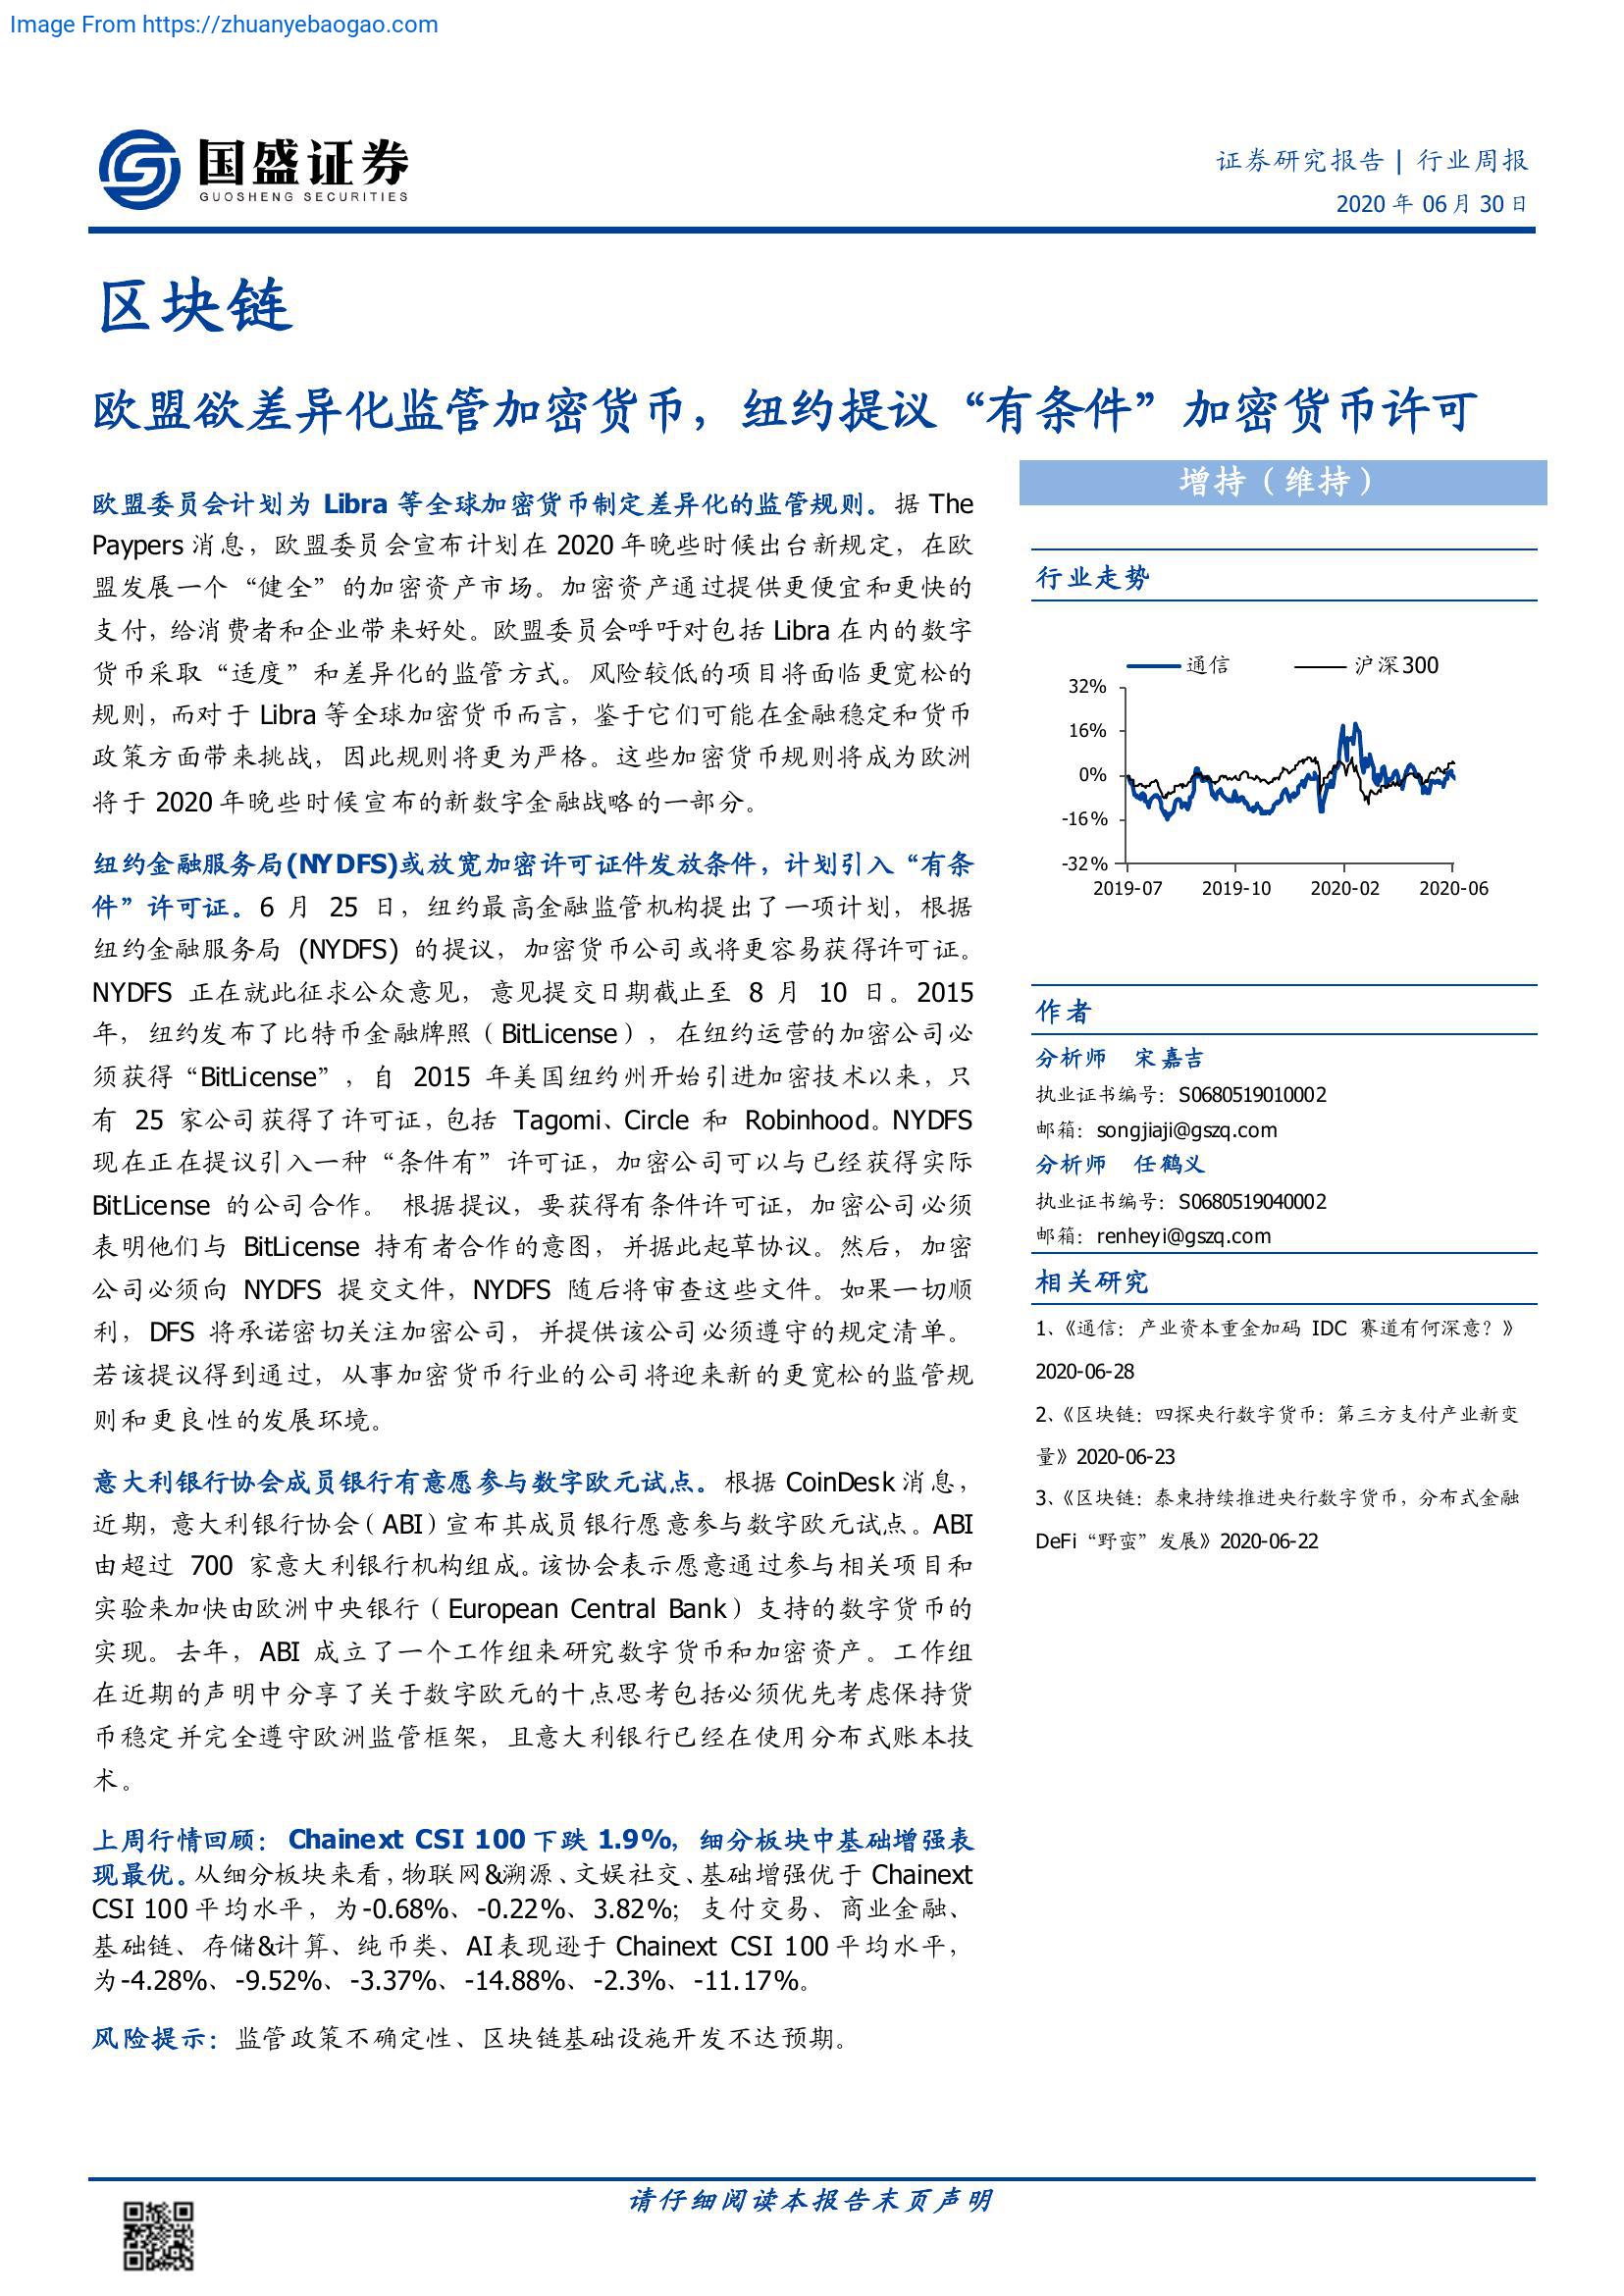 Image From https://zhuanyebaogao.com
国盛证券
GUOSHENG SECURITIES
证券研究报告 | 行业周报
2020 年 06 月 30 日
区块链
欧盟欲差异化监管加密货币，纽约提议“有条件”加密货币许可
欧盟委员会计划为 Libra 等全球加密货币制定差异化的监管规则。据 The
Paypers 消息，欧盟委员会宣布计划在 2020 年晚些时候出台新规定，在欧
盟发展一个“健全”的加密资产市场。加密资产通过提供更便宜和更快的
支付，给消费者和企业带来好处。欧盟委员会呼吁对包括 Libra 在内的数字
货币采取“适度”和差异化的监管方式。风险较低的项目将面临更宽松的
规则，而对于 Libra 等全球加密货币而言，鉴于它们可能在金融稳定和货币
政策方面带来挑战，因此规则将更为严格。这些加密货币规则将成为欧洲
将于 2020 年晚些时候宣布的新数字金融战略的一部分。
纽约金融服务局(NYDFS)或放宽加密许可证件发放条件，计划引入“有条
件”许可证。6 月 25 日，纽约最高金融监管机构提出了一项计划，根据
纽约金融服务局 (NYDFS) 的提议，加密货币公司或将更容易获得许可证。
NYDFS 正在就此征求公众意见，意见提交日期截止至 8 月 10 日。2015
年，纽约发布了比特币金融牌照（BitLicense），在纽约运营的加密公司必
须获得“BitLicense”，自 2015 年美国纽约州开始引进加密技术以来，只
有 25 家公司获得了许可证，包括 Tagomi、Circle 和 Robinhood。NYDFS
现在正在提议引入一种“条件有”许可证，加密公司可以与已经获得实际
BitLicense 的公司合作。 根据提议，要获得有条件许可证，加密公司必须
表明他们与 BitLicense 持有者合作的意图，并据此起草协议。然后，加密
公司必须向 NYDFS 提交文件，NYDFS 随后将审查这些文件。如果一切顺
利，DFS 将承诺密切关注加密公司，并提供该公司必须遵守的规定清单。
若该提议得到通过，从事加密货币行业的公司将迎来新的更宽松的监管规
则和更良性的发展环境。
意大利银行协会成员银行有意愿参与数字欧元试点。根据 CoinDesk 消息，
近期，意大利银行协会（ABI）宣布其成员银行愿意参与数字欧元试点。ABI
由超过 700 家意大利银行机构组成。该协会表示愿意通过参与相关项目和
实验来加快由欧洲中央银行（European Central Bank）支持的数字货币的
实现。去年，ABI 成立了一个工作组来研究数字货币和加密资产。工作组
在近期的声明中分享了关于数字欧元的十点思考包括必须优先考虑保持货
币稳定并完全遵守欧洲监管框架，且意大利银行已经在使用分布式账本技
术。
上周行情回顾：Chainext CSI 100 下跌 1.9%，细分板块中基础增强表
现最优。从细分板块来看，物联网&溯源、文娱社交、基础增强优于 Chainext
CSI 100 平均水平，为-0.68%、-0.22%、3.82%；支付交易、商业金融、
基础链、存储&计算、纯币类、AI 表现逊于 Chainext CSI 100 平均水平，
为-4.28%、-9.52%、-3.37%、-14.88%、-2.3%、-11.17%。
风险提示：监管政策不确定性、区块链基础设施开发不达预期。
增持（维持）
行业走势
通信 沪深300
32%
16%
0%
-16%
-32%
2019-07 2019-10 2020-02 2020-06
作者
分析师 宋嘉吉
执业证书编号：S0680519010002
邮箱：songjiaji@gszq.com
分析师 任鹤义
执业证书编号：S0680519040002
邮箱：renheyi@gszq.com
相关研究
1、《通信：产业资本重金加码 IDC 赛道有何深意？》
2020-06-28
2、《区块链：四探央行数字货币：第三方支付产业新变
量》2020-06-23
3、《区块链：泰柬持续推进央行数字货币，分布式金融
DeFi“野蛮”发展》2020-06-22
请仔细阅读本报告末页声明